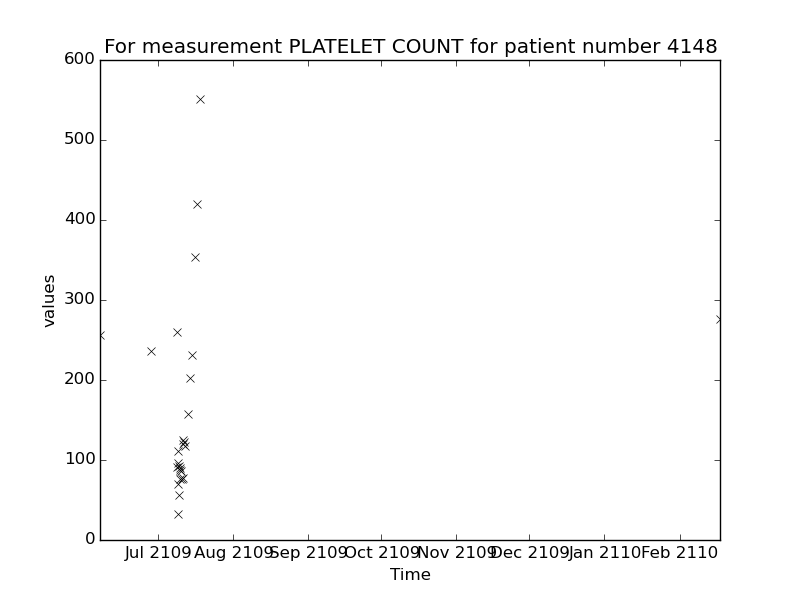 For measurement PLATELET COUNT for patient number 4148
600
500
400
300
200
100
0
values
Jul 2109 Aug 2109 Sep 2109 Oct 2109 Nov 2109 Dec 2109 Jan 2110 Feb 2110
Time